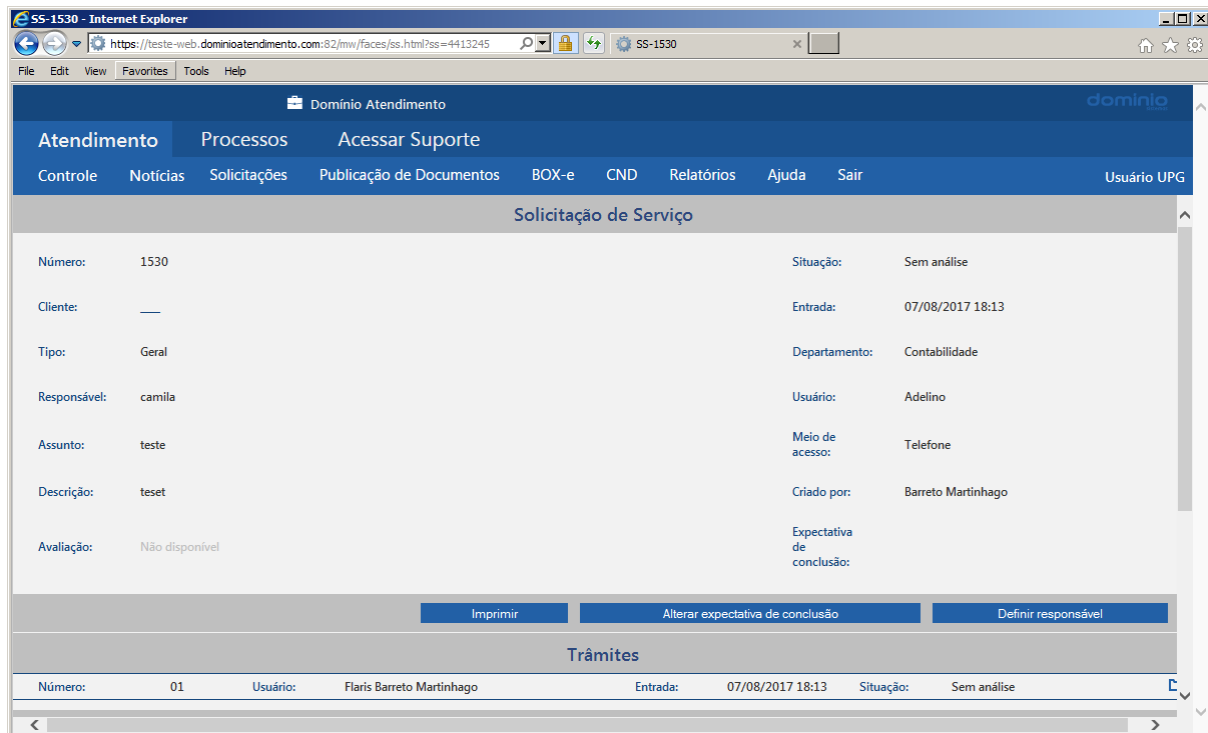 SS-1530 - Internet Explorer
https://teste-web.dominioatendimento.com:82/mw/faces/ss.html?ss=4413245 SS-1530
File Edit View Favorites Tools Help
Domínio Atendimento dominio
Atendimento Processos Acessar Suporte
Controle Notícias Solicitações Publicação de Documentos BOX-e CND Relatórios Ajuda Sair Usuário UPG
Solicitação de Serviço
Número: 1530 Situação: Sem análise
Cliente: ___ Entrada: 07/08/2017 18:13
Tipo: Geral Departamento: Contabilidade
Responsável: camila Usuário: Adelino
Assunto: teste Meio de
acesso: Telefone
Descrição: teset Criado por: Barreto Martinhago
Avaliação: Não disponível Expectativa
de
conclusão:
Imprimir Alterar expectativa de conclusão Definir responsável
Trâmites
Número: 01 Usuário: Flaris Barreto Martinhago Entrada: 07/08/2017 18:13 Situação: Sem análise